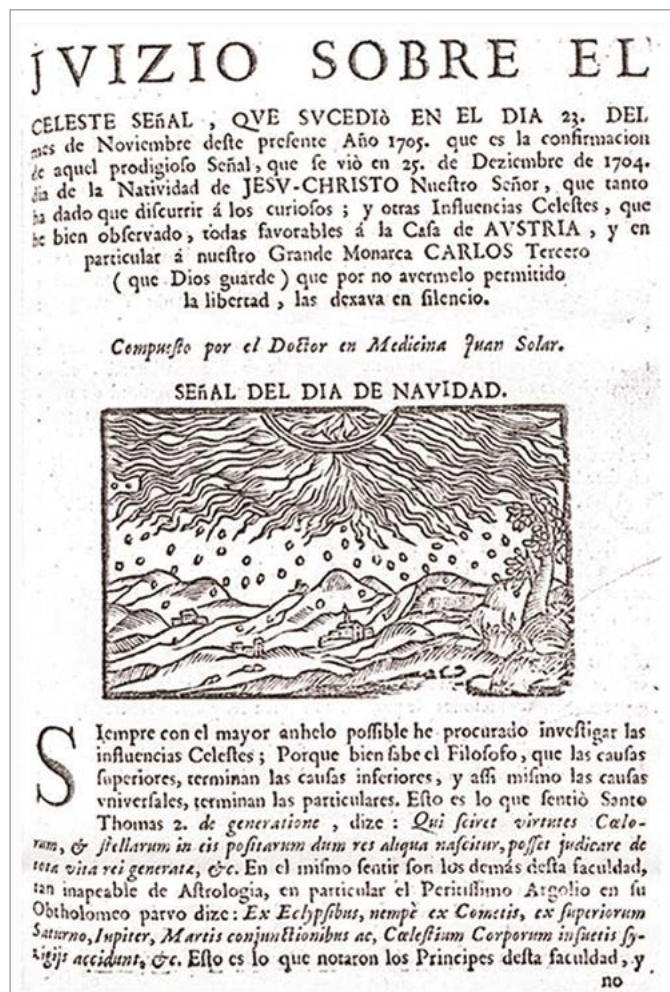 JVIZIO SOBRE EL
CELESTE SEñAL , QVE SVCEDIò EN EL DIA 23. DEL
mes de Noviembre deste presente Año 1705. que es la confirmacion
de aquel prodigioso Señal, que se viò en 25. de Deziembre de 1704.
dia de la Natividad de JESV-CHRISTO Nuestro Señor, que tanto
ha dado que discurrir á los curiosos ; y otras Influencias Celestes, que
he bien observado, todas favorables á la Casa de AVSTRIA , y en
particular á nuestro Grande Monarca CARLOS Tercero
( que Dios guarde ) que por no avermelo permitido
la libertad , las dexava en silencio.
Compuesto por el Doctor en Medicina Juan Solar.
SEñAL DEL DIA DE NAVIDAD.
SIempre con el mayor anhelo possible he procurado investigar las
influencias Celestes ; Porque bien sabe el Filosofo, que las causas
superiores, terminan las causas inferiores, y assi mismo las causas
vniversales, terminan las particulares. Esto es lo que sentiò Santo
Thomas 2. de generatione , dize : Qui sciret virtutes Cœlo-
rum, & stellarum in eis positarum dum res aliqua nascitur, posset judicare de
tota vita rei generatæ, &c. En el mismo sentir son los demás desta facultad,
tan inapeable de Astrologia, en particular el Peritissimo Argolio en su
Obtholomeo parvo dize : Ex Eclypsibus, nempè ex Cometis, ex superiorum
Saturno, Iupiter, Martis conjunctionibus ac, Cœlestium Corporum insuetis sy-
zigijs accidunt, &c. Esto es lo que notaron los Principes desta facultad, y
no